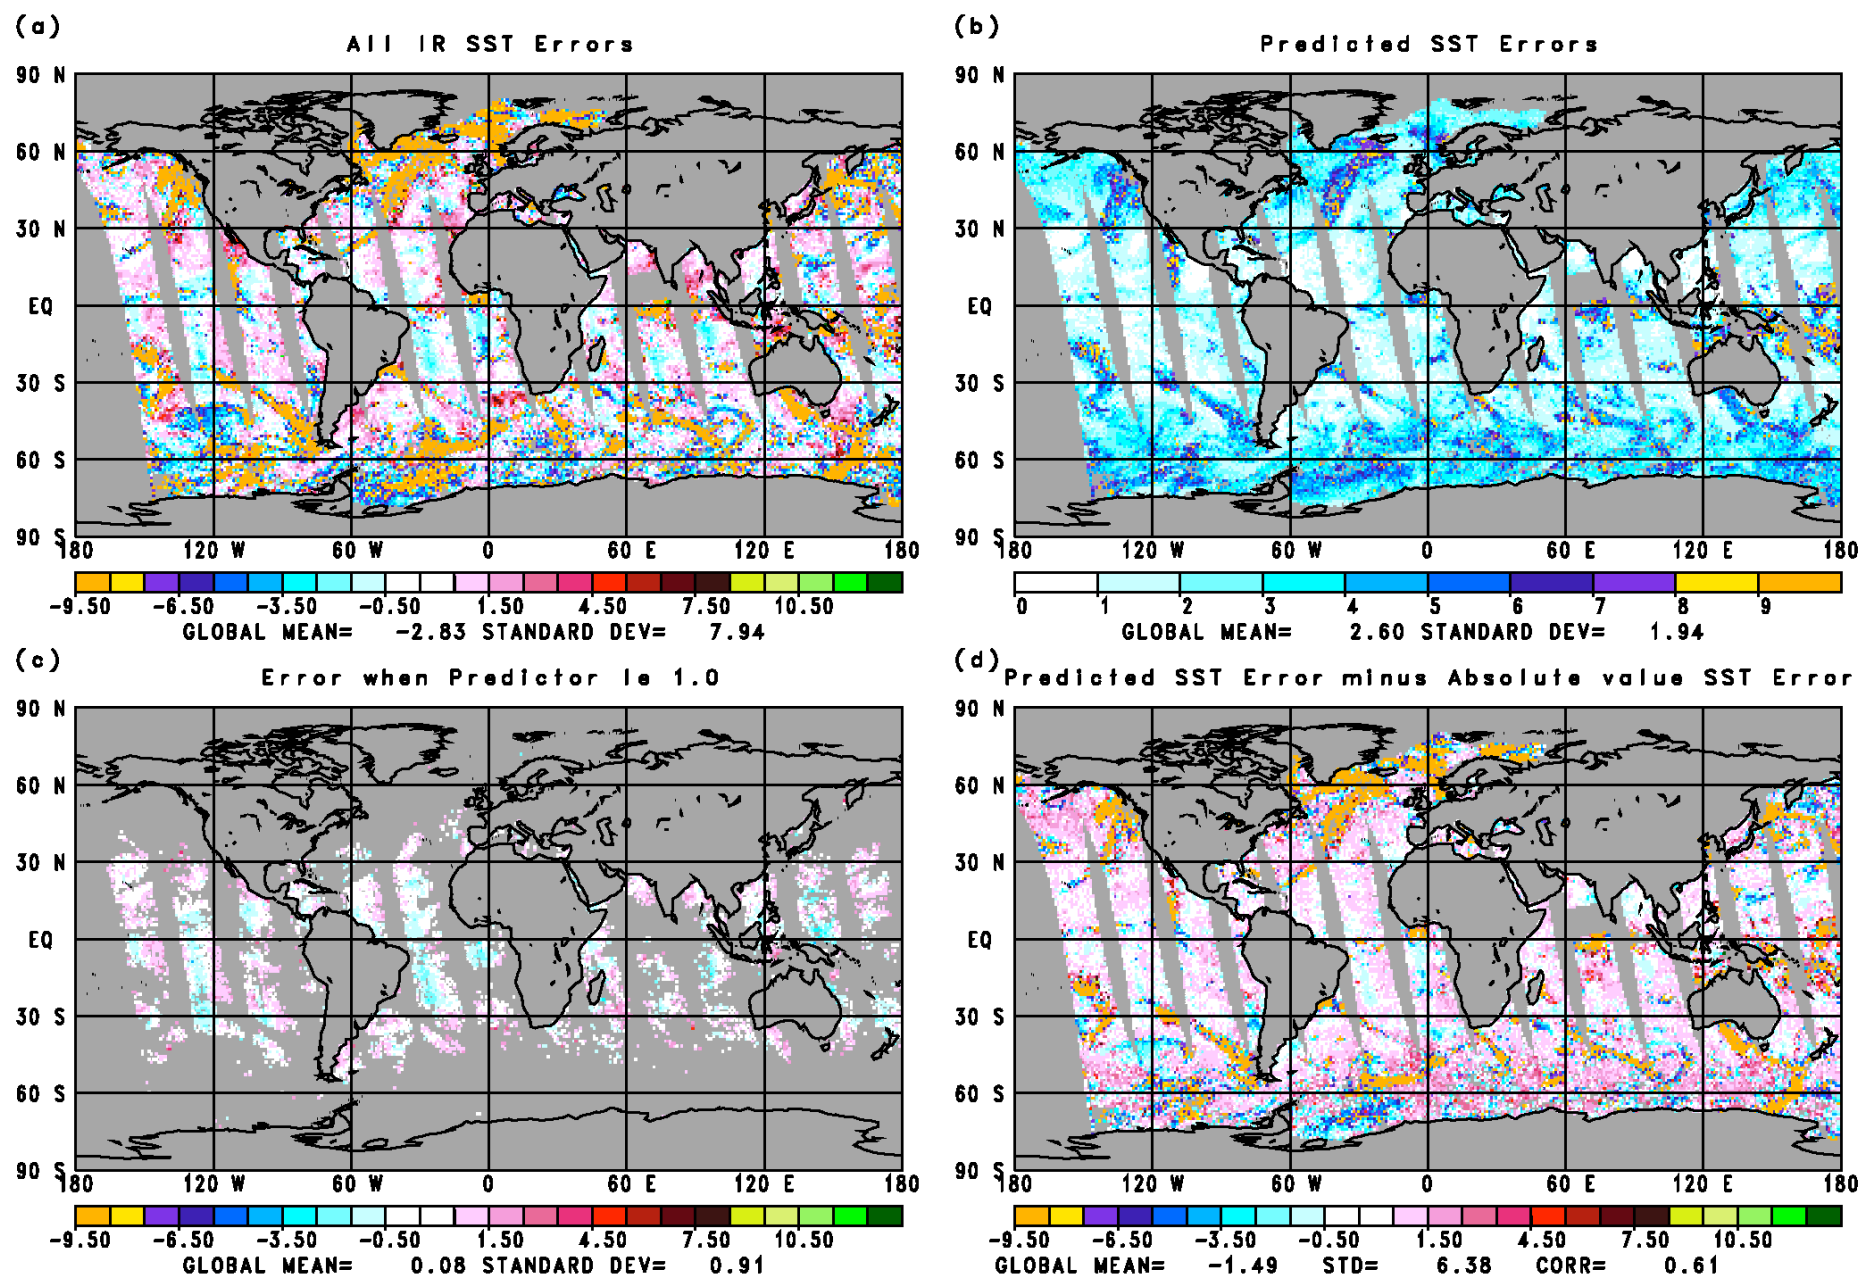 (a)
All IR SST Errors
90 N
60 N
30 N
EQ
30 S
60 S
90 S
180 120 W 60 W 0 60 E 120 E 180
-9.50 -6.50 -3.50 -0.50 1.50 4.50 7.50 10.50
GLOBAL MEAN= -2.83 STANDARD DEV= 7.94
(b)
Predicted SST Errors
90 N
60 N
30 N
EQ
30 S
60 S
90 S
180 120 W 60 W 0 60 E 120 E 180
0 1 2 3 4 5 6 7 8 9
GLOBAL MEAN= 2.60 STANDARD DEV= 1.94
(c)
Error when Predictor le 1.0
90 N
60 N
30 N
EQ
30 S
60 S
90 S
180 120 W 60 W 0 60 E 120 E 180
-9.50 -6.50 -3.50 -0.50 1.50 4.50 7.50 10.50
GLOBAL MEAN= 0.08 STANDARD DEV= 0.91
(d)
Predicted SST Error minus Absolute value SST Error
90 N
60 N
30 N
EQ
30 S
60 S
90 S
180 120 W 60 W 0 60 E 120 E 180
-9.50 -6.50 -3.50 -0.50 1.50 4.50 7.50 10.50
GLOBAL MEAN= -1.49 STD= 6.38 CORR= 0.61